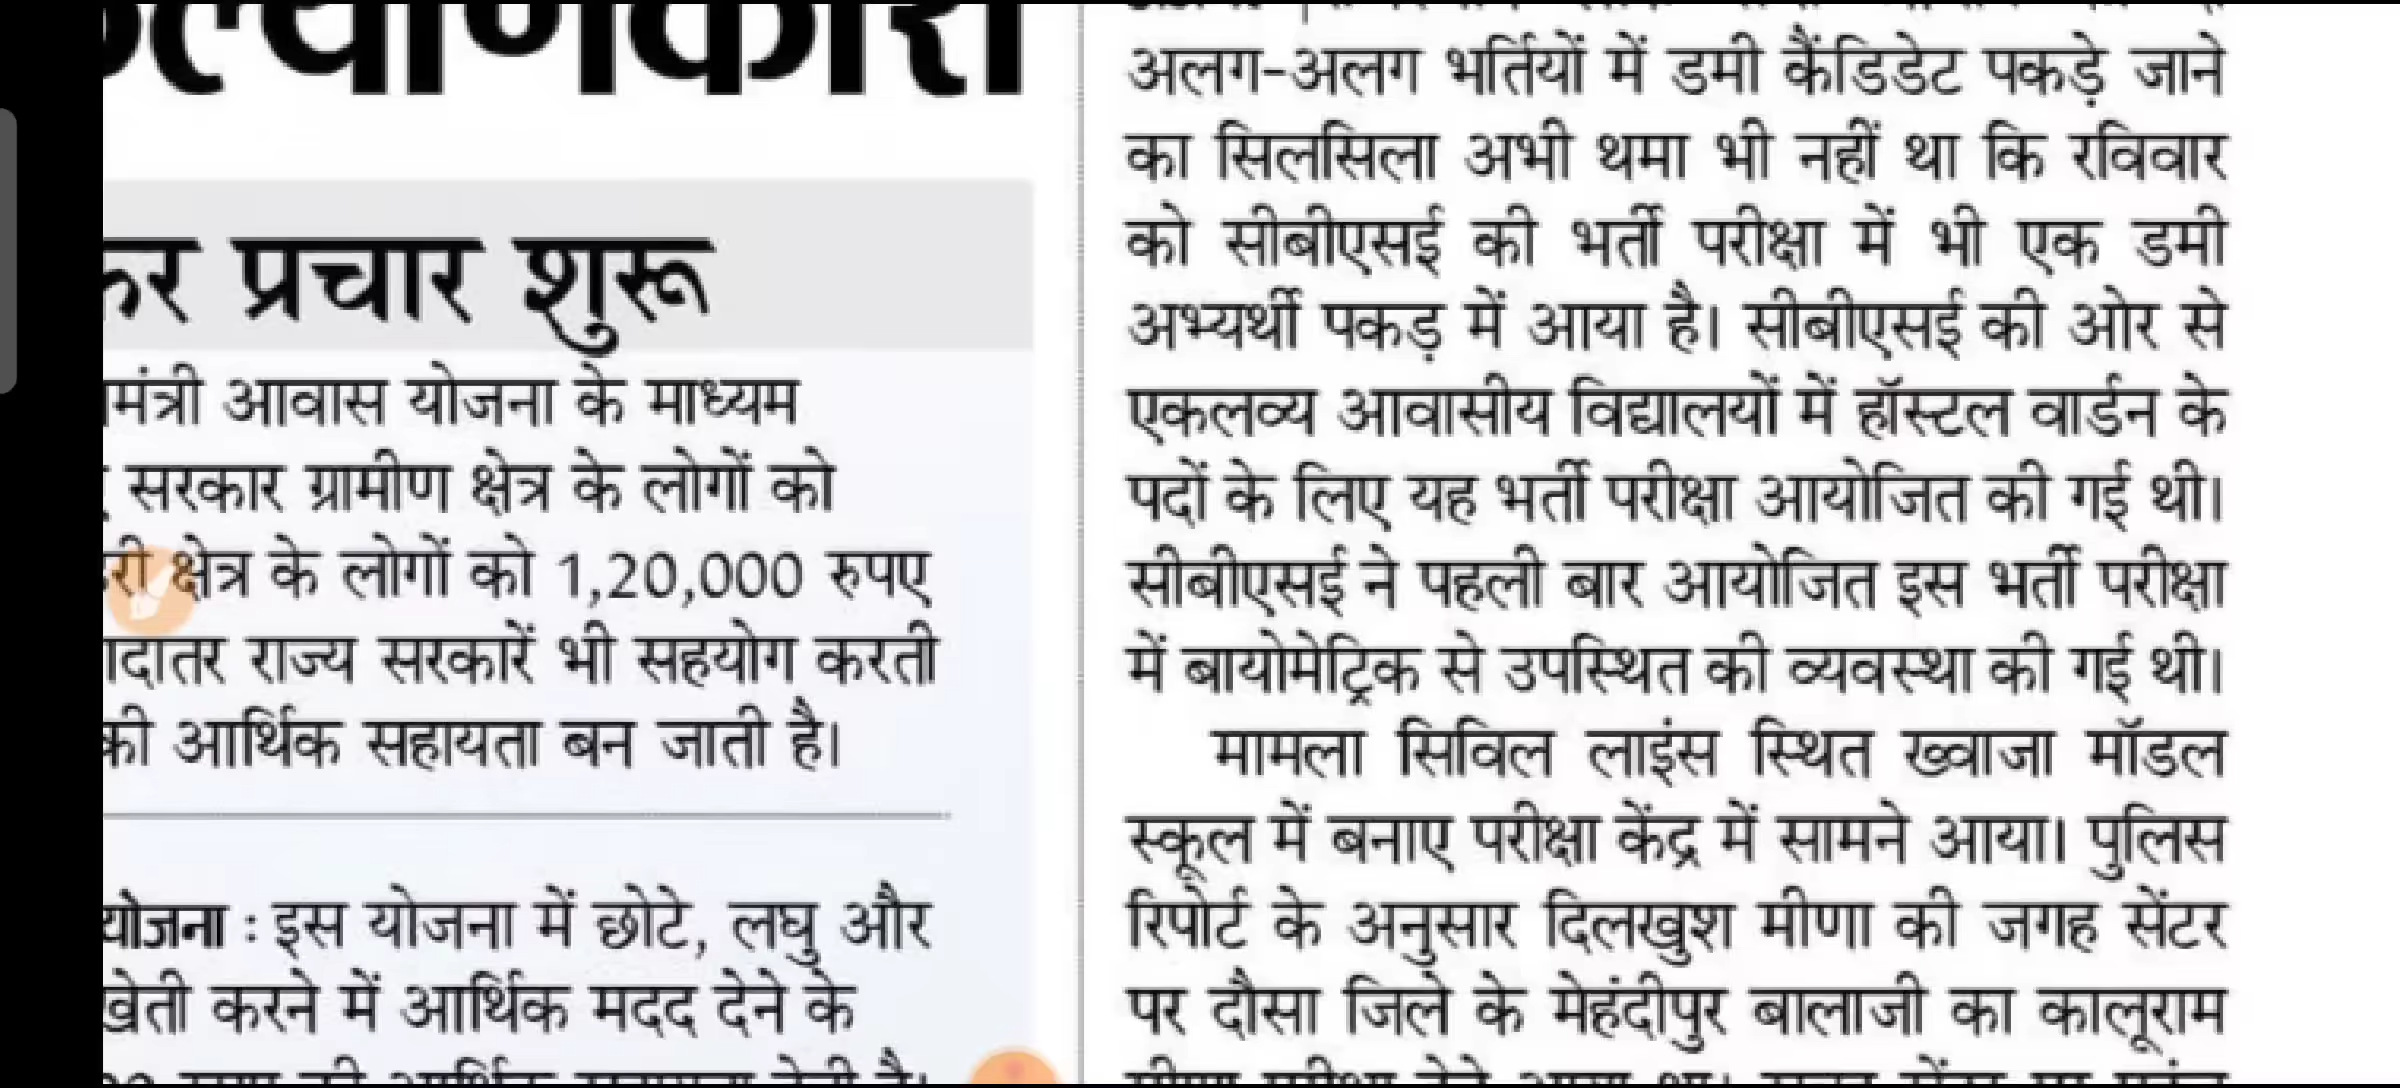 कर प्रचार शुरू
मंत्री आवास योजना के माध्यम
सरकार ग्रामीण क्षेत्र के लोगों को
क्षेत्र के लोगों को 1,20,000 रुपए
राज्य सरकारें भी सहयोग करती
की आर्थिक सहायता बन जाती है।
योजना : इस योजना में छोटे, लघु और
खेती करने में आर्थिक मदद देने के
अलग-अलग भर्तियों में डमी कैंडिडेट पकड़े जाने
का सिलसिला अभी थमा भी नहीं था कि रविवार
को सीबीएसई की भर्ती परीक्षा में भी एक डमी
अभ्यर्थी पकड़ में आया है। सीबीएसई की ओर से
एकलव्य आवासीय विद्यालयों में हॉस्टल वार्डन के
पदों के लिए यह भर्ती परीक्षा आयोजित की गई थी।
सीबीएसई ने पहली बार आयोजित इस भर्ती परीक्षा
में बायोमेट्रिक से उपस्थित की व्यवस्था की गई थी।
मामला सिविल लाइंस स्थित ख्वाजा मॉडल
स्कूल में बनाए परीक्षा केंद्र में सामने आया। पुलिस
रिपोर्ट के अनुसार दिलखुश मीणा की जगह सेंटर
पर दौसा जिले के मेहंदीपुर बालाजी का कालूराम